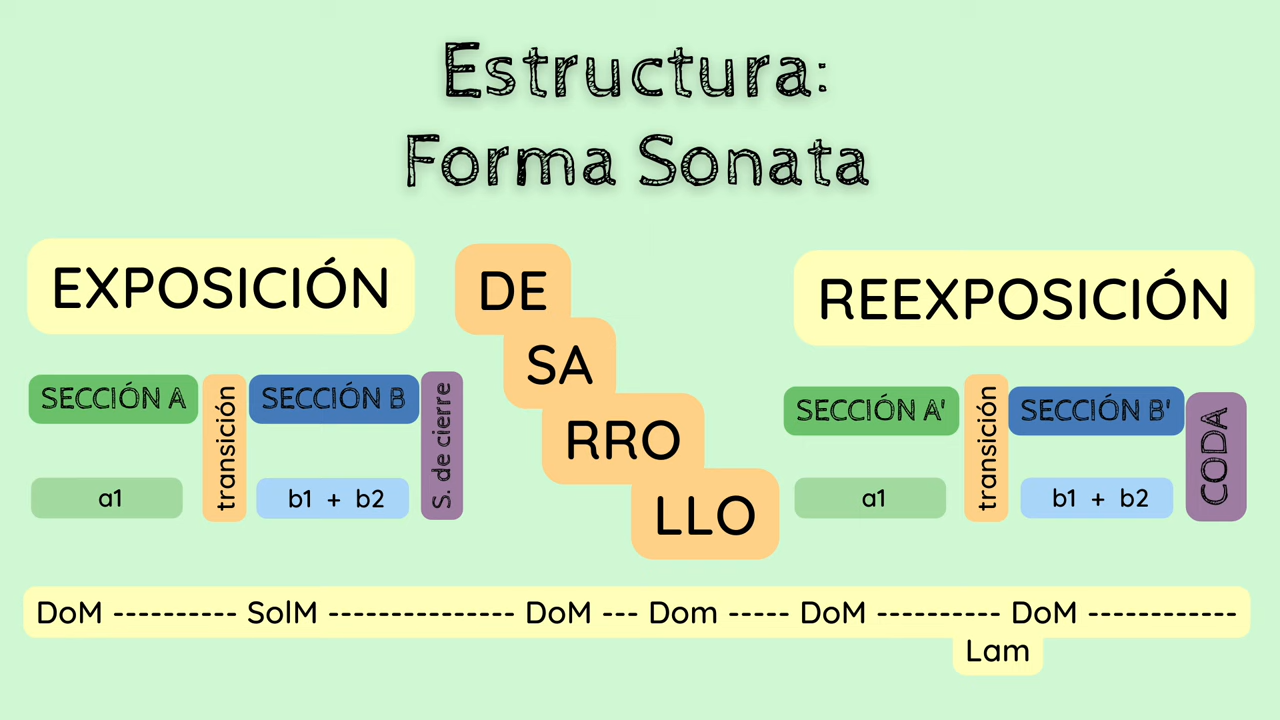 Estructura:
Forma Sonata
EXPOSICIÓN
SECCIÓN A
transición
SECCIÓN B
S. de cierre
a1
b1 + b2
DE
SA
RRO
LLO
REEXPOSICIÓN
SECCIÓN A'
transición
SECCIÓN B'
CODA
a1
b1 + b2
DoM ---------- SolM --------------- DoM --- Dom ----- DoM ---------- DoM ------------
Lam